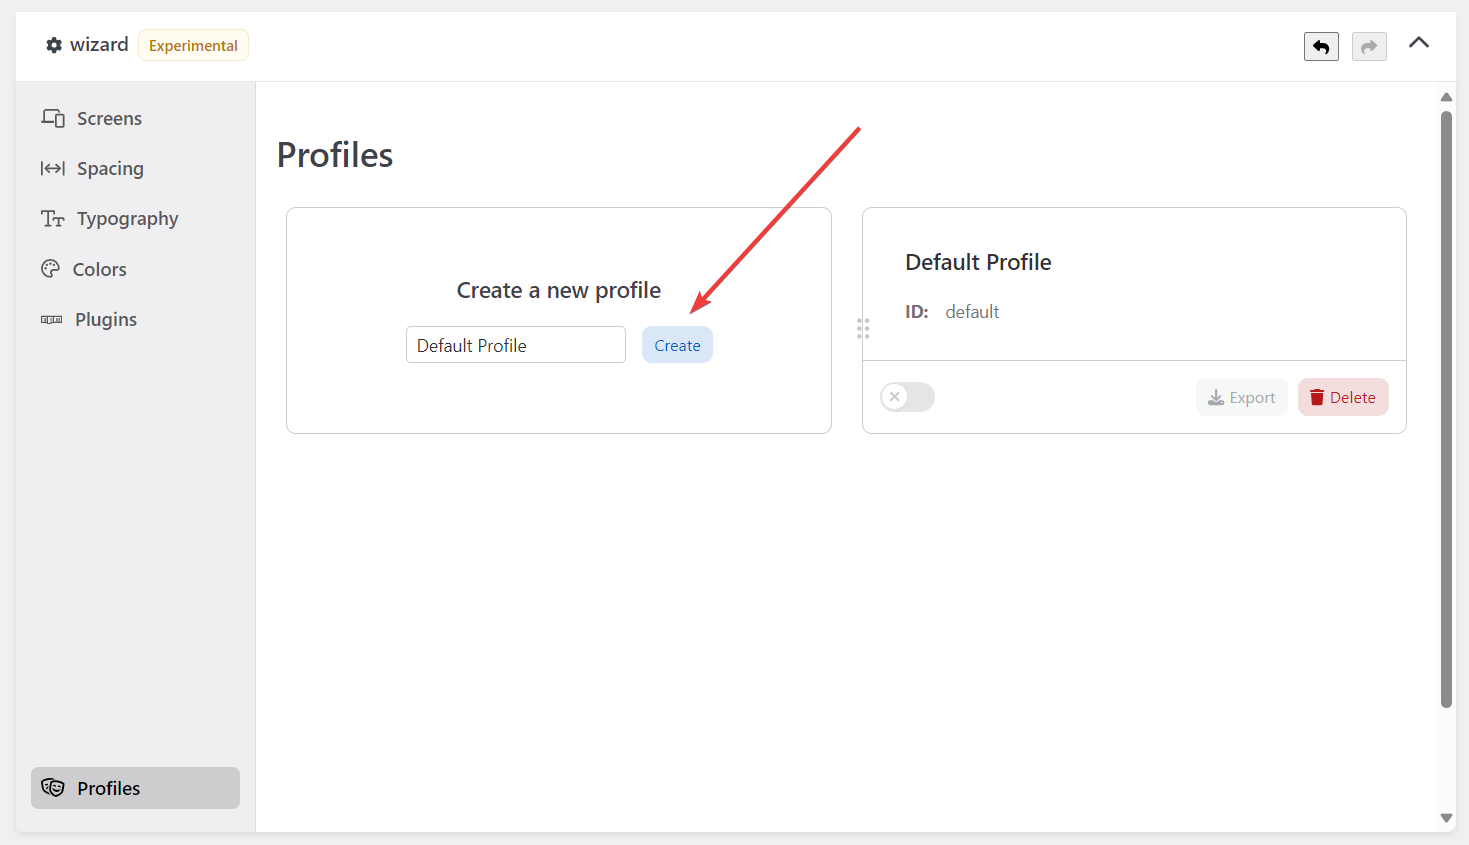 wizard Experimental
Screens
Spacing
Typography
Colors
Plugins
Profiles
Profiles
Create a new profile
Default Profile Create
Default Profile
ID: default
Export Delete